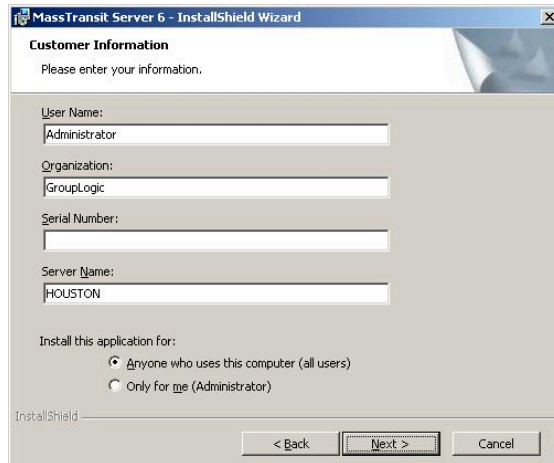 MassTransit Server 6 - InstallShield Wizard
Customer Information
Please enter your information.
User Name:
Administrator
Organization:
GroupLogic
Serial Number:
Server Name:
HOUSTON
Install this application for:
Anyone who uses this computer (all users)
Only for me (Administrator)
InstallShield
< Back
Next >
Cancel